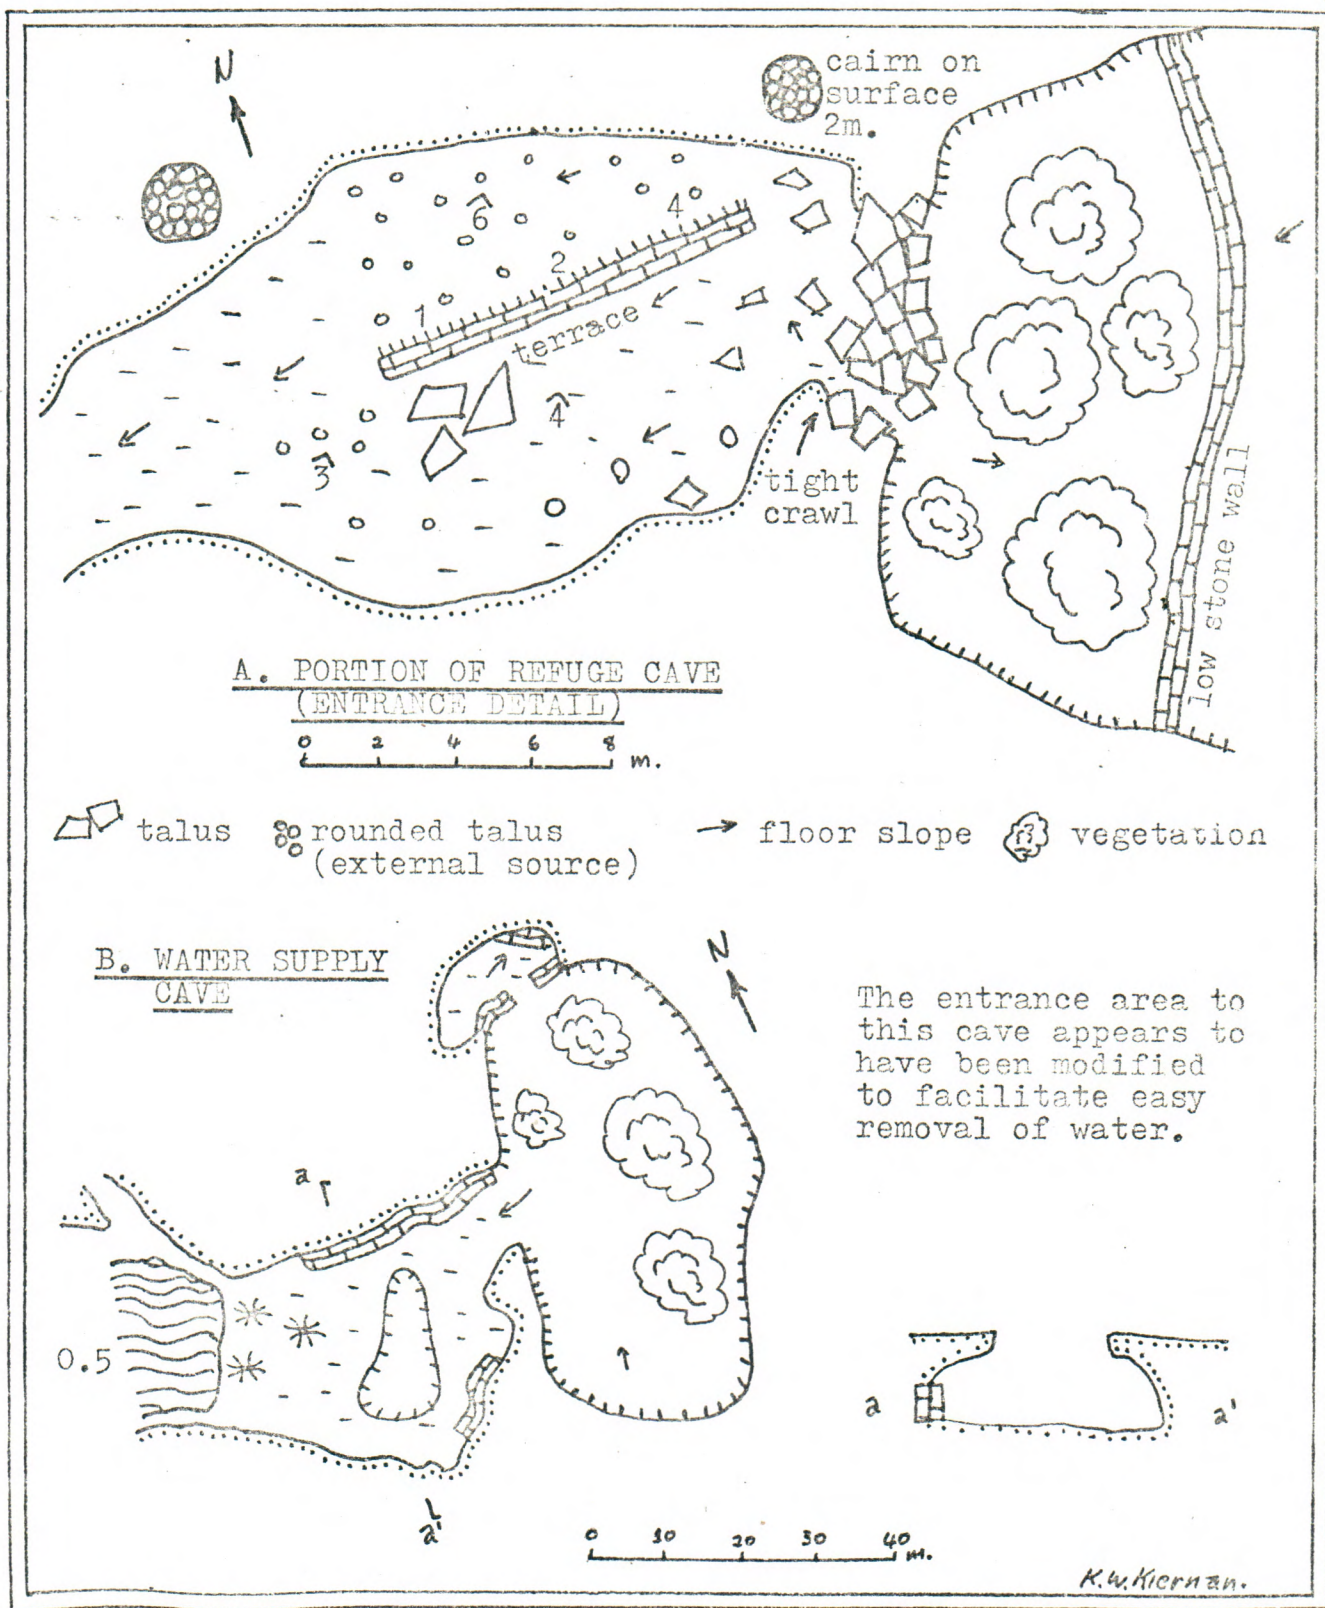 N
cairn on
surface
2m.
6
4
2
1
terrace
4
3
tight
crawl
low stone wall
A. PORTION OF REFUGE CAVE
(ENTRANCE DETAIL)
0 2 4 6 8 m.
talus
rounded talus
(external source)
floor slope
vegetation
B. WATER SUPPLY
CAVE
N
The entrance area to
this cave appears to
have been modified
to facilitate easy
removal of water.
a
0.5
a a'
a'
0 10 20 30 40 m.
K.W.Kiernan.